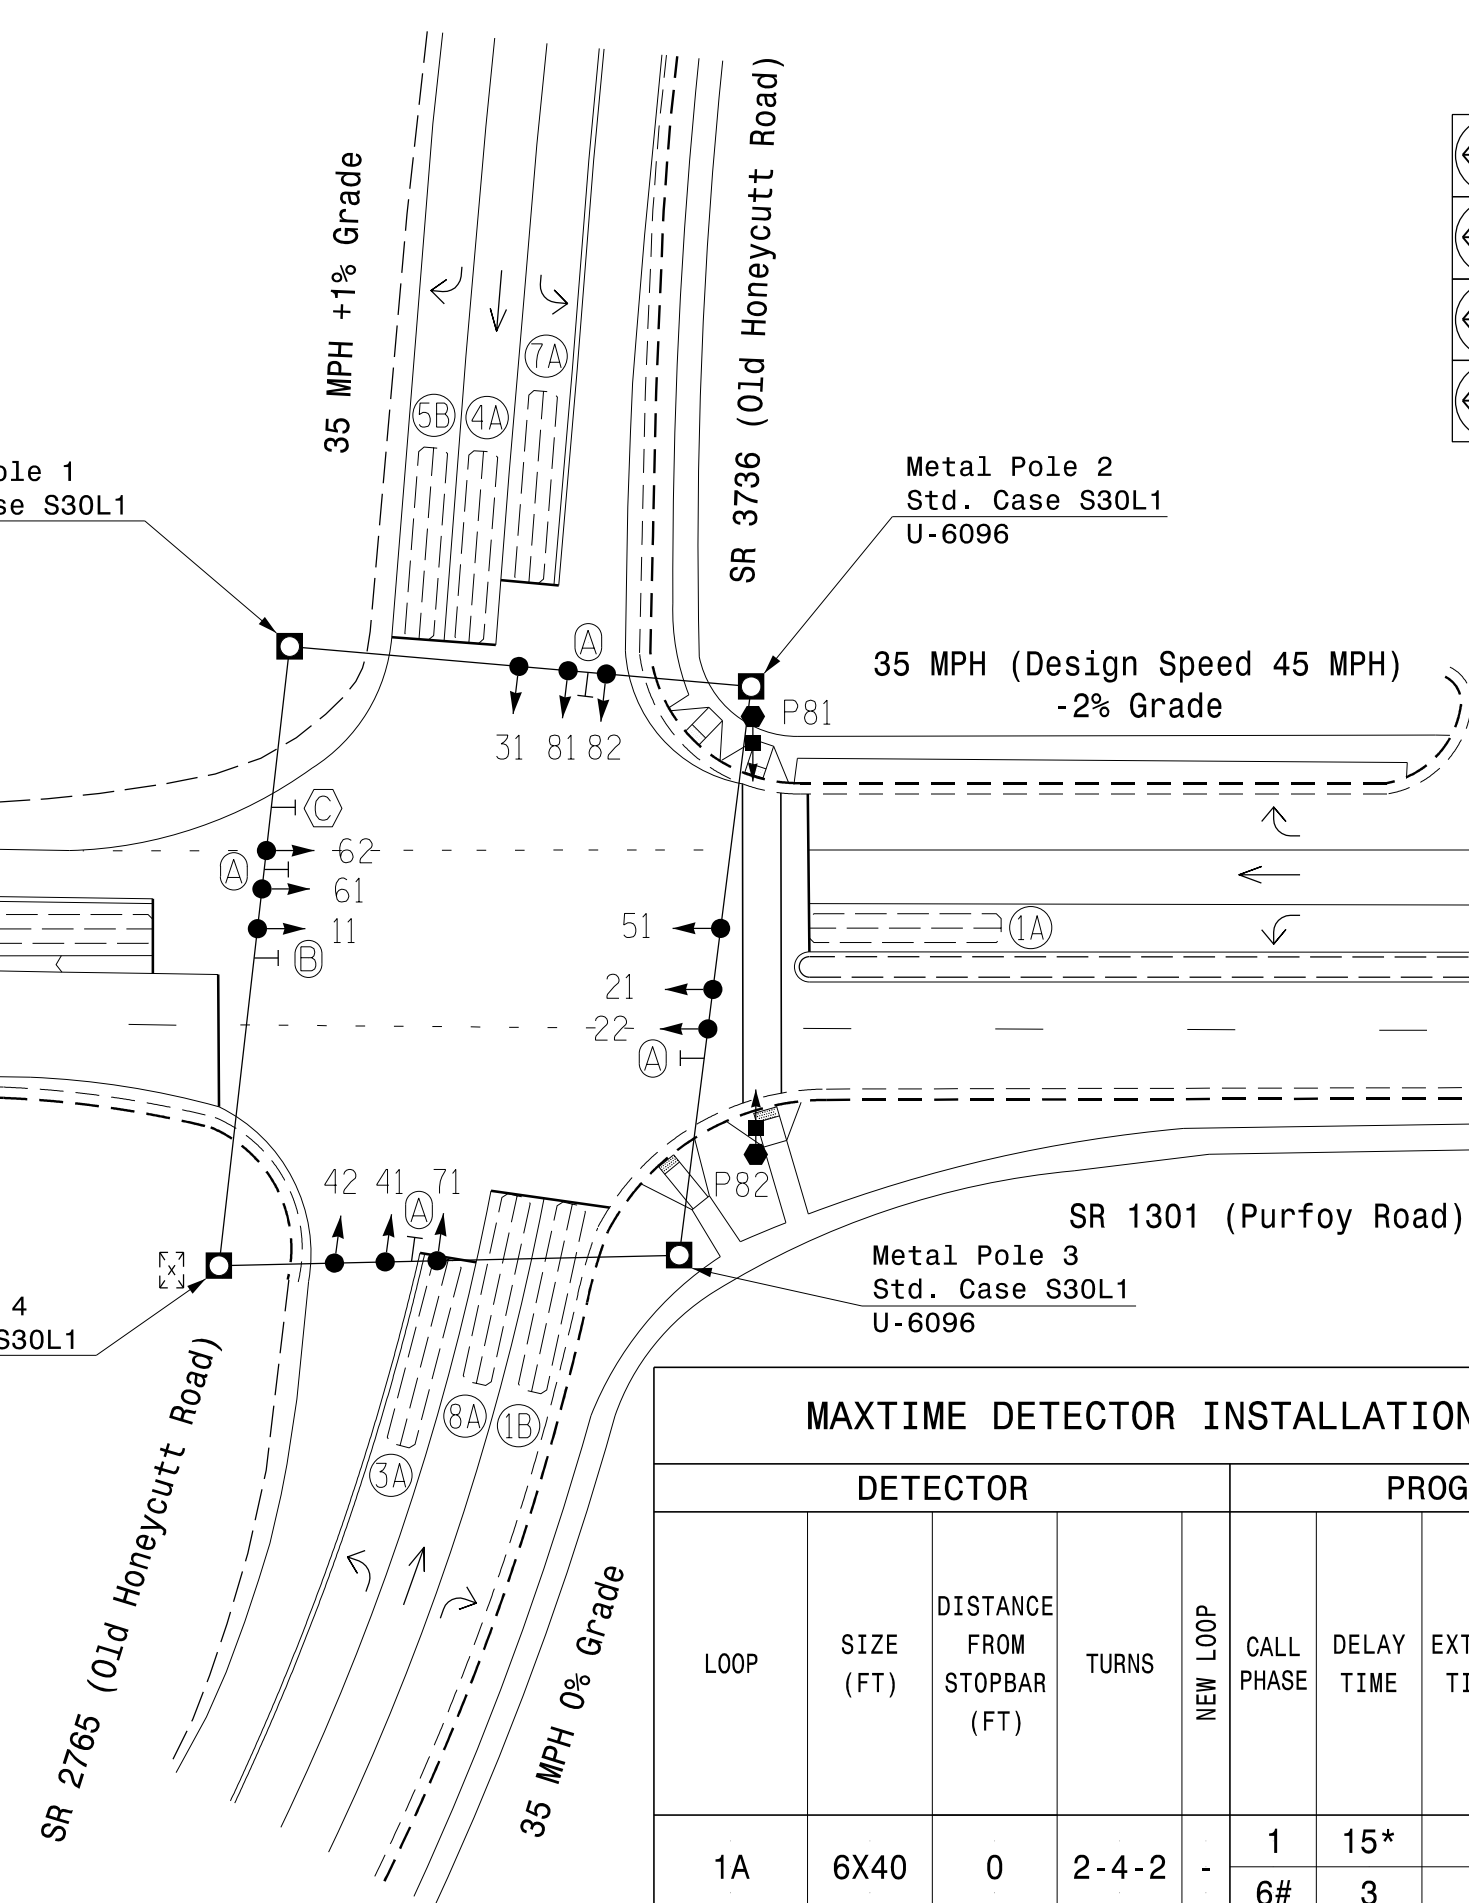 35 MPH +1% Grade
SR 3736 (Old Honeycutt Road)
7A
5B
4A
ole 1
se S30L1
Metal Pole 2
Std. Case S30L1
U-6096
35 MPH (Design Speed 45 MPH)
-2% Grade
A
P81
31 81 82
C
62
A
61
11
B
51
21
22
A
1A
42 41 A 71
P82
SR 1301 (Purfoy Road)
x
4
S30L1
Metal Pole 3
Std. Case S30L1
U-6096
8A
1B
3A
SR 2765 (Old Honeycutt Road)
35 MPH 0% Grade
MAXTIME DETECTOR INSTALLATION
DETECTOR
PROG
LOOP
SIZE
(FT)
DISTANCE
FROM
STOPBAR
(FT)
TURNS
NEW LOOP
CALL
PHASE
DELAY
TIME
EXT
TI
1A 6X40 0 2-4-2 -
1 15*
6# 3